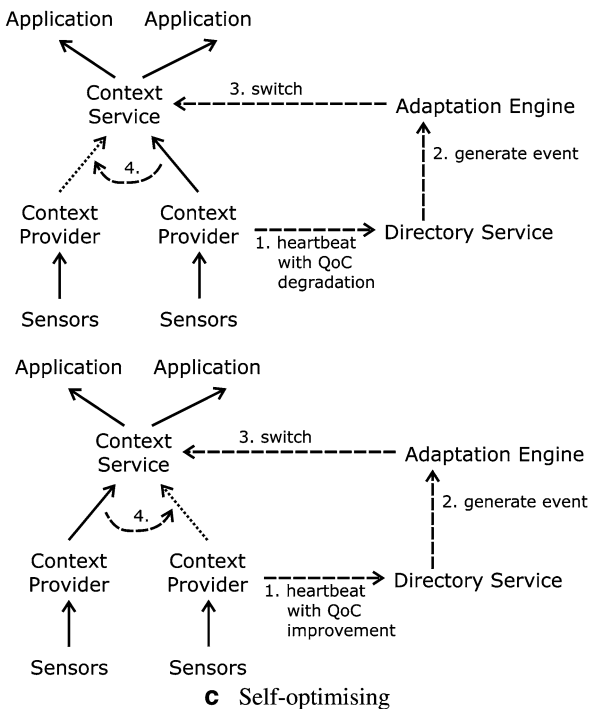 Application Application
Context
Service
3. switch
Adaptation Engine
4.
2. generate event
Context
Provider
Context
Provider
1. heartbeat
with QoC
degradation
Directory Service
Sensors Sensors
Application Application
Context
Service
3. switch
Adaptation Engine
4.
2. generate event
Context
Provider
Context
Provider
1. heartbeat
with QoC
improvement
Directory Service
Sensors Sensors
c Self-optimising